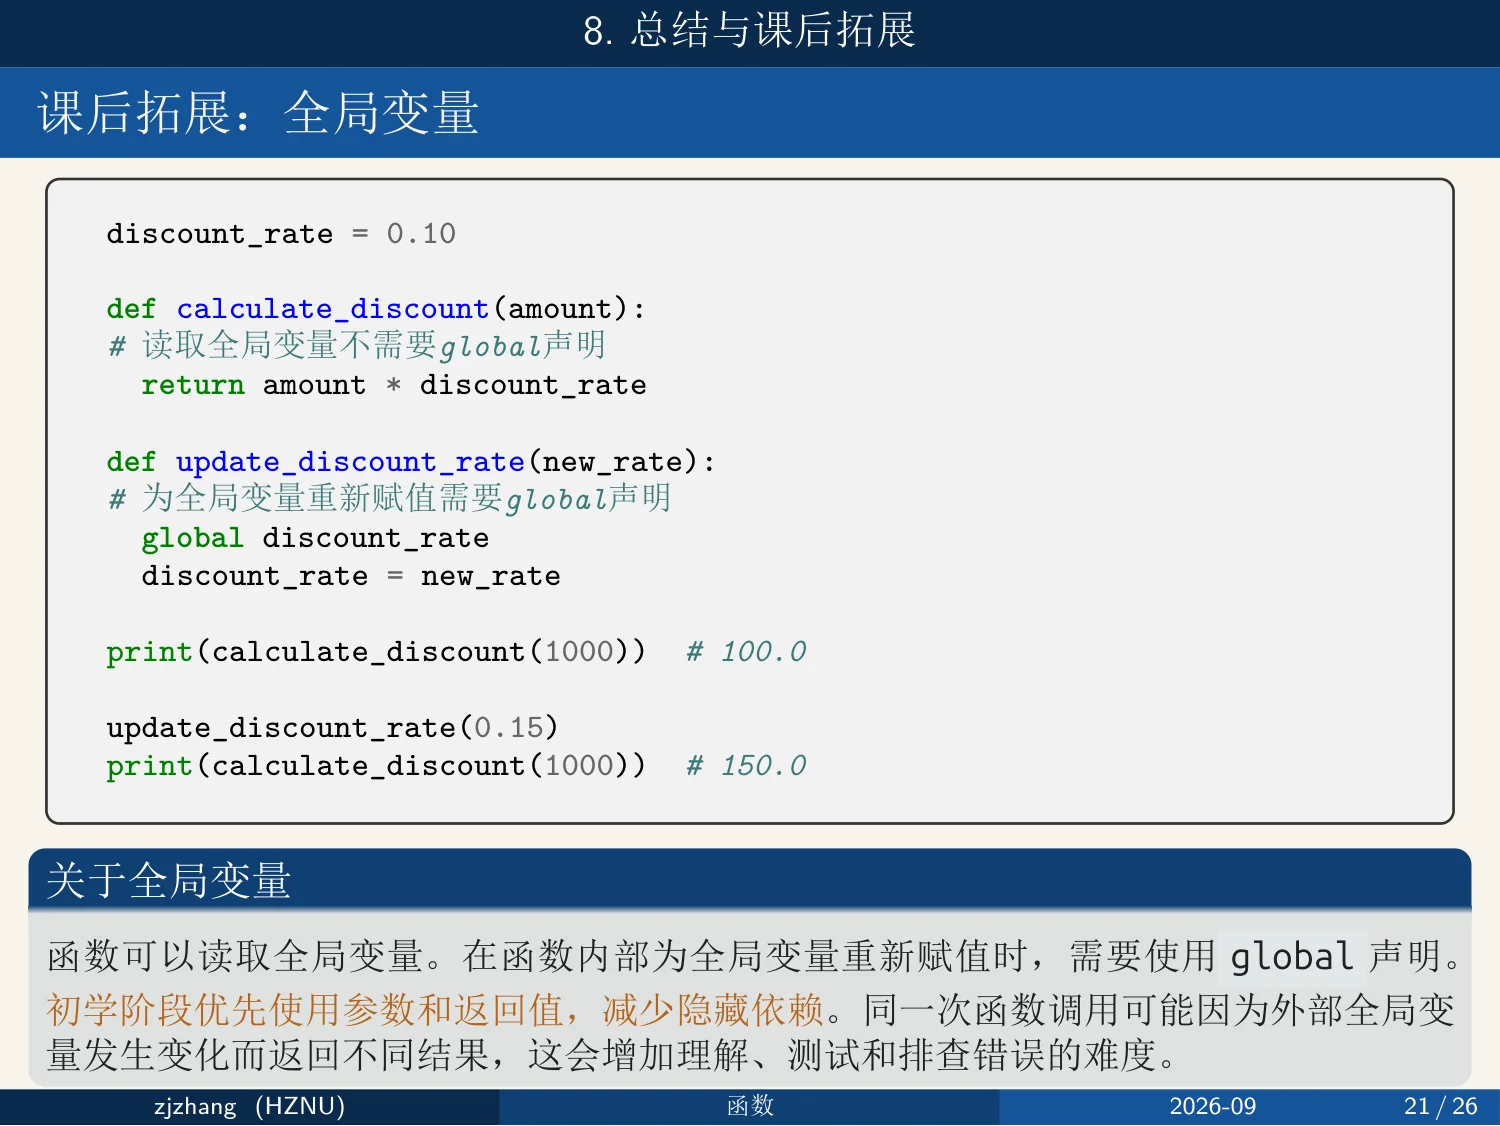 8. 总结与课后拓展
课后拓展：全局变量
discount_rate = 0.10
def calculate_discount(amount):
# 读取全局变量不需要global声明
return amount * discount_rate
def update_discount_rate(new_rate):
# 为全局变量重新赋值需要global声明
global discount_rate
discount_rate = new_rate
print(calculate_discount(1000))  # 100.0
update_discount_rate(0.15)
print(calculate_discount(1000))  # 150.0
关于全局变量
函数可以读取全局变量。在函数内部为全局变量重新赋值时，需要使用 global 声明。
初学阶段优先使用参数和返回值，减少隐藏依赖。同一次函数调用可能因为外部全局变
量发生变化而返回不同结果，这会增加理解、测试和排查错误的难度。
zjzhang (HZNU) 函数 2026-09 21 / 26